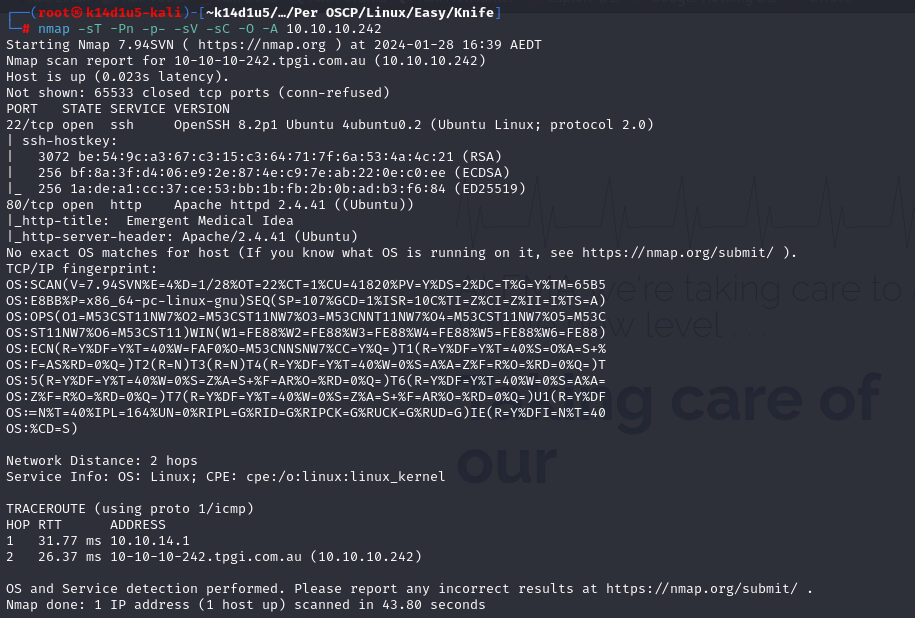 ┌──(root㉿k14d1u5-kali)-[~k14d1u5/…/Per OSCP/Linux/Easy/Knife]
└─# nmap -sT -Pn -p- -sV -sC -O -A 10.10.10.242
Starting Nmap 7.94SVN ( https://nmap.org ) at 2024-01-28 16:39 AEDT
Nmap scan report for 10-10-10-242.tpgi.com.au (10.10.10.242)
Host is up (0.023s latency).
Not shown: 65533 closed tcp ports (conn-refused)
PORT   STATE SERVICE VERSION
22/tcp open  ssh     OpenSSH 8.2p1 Ubuntu 4ubuntu0.2 (Ubuntu Linux; protocol 2.0)
| ssh-hostkey:
|   3072 be:54:9c:a3:67:c3:15:c3:64:71:7f:6a:53:4a:4c:21 (RSA)
|   256 bf:8a:3f:d4:06:e9:2e:87:4e:c9:7e:ab:22:0e:c0:ee (ECDSA)
|_  256 1a:de:a1:cc:37:ce:53:bb:1b:fb:2b:0b:ad:b3:f6:84 (ED25519)
80/tcp open  http    Apache httpd 2.4.41 ((Ubuntu))
|_http-title:  Emergent Medical Idea
|_http-server-header: Apache/2.4.41 (Ubuntu)
No exact OS matches for host (If you know what OS is running on it, see https://nmap.org/submit/ ).
TCP/IP fingerprint:
OS:SCAN(V=7.94SVN%E=4%D=1/28%OT=22%CT=1%CU=41820%PV=Y%DS=2%DC=T%G=Y%TM=65B5
OS:E8BB%P=x86_64-pc-linux-gnu)SEQ(SP=107%GCD=1%ISR=10C%TI=Z%CI=Z%II=I%TS=A)
OS:OPS(O1=M53CST11NW7%O2=M53CST11NW7%O3=M53CNNT11NW7%O4=M53CST11NW7%O5=M53C
OS:ST11NW7%O6=M53CST11)WIN(W1=FE88%W2=FE88%W3=FE88%W4=FE88%W5=FE88%W6=FE88)
OS:ECN(R=Y%DF=Y%T=40%W=FAF0%O=M53CNNSNW7%CC=Y%Q=)T1(R=Y%DF=Y%T=40%S=O%A=S+%
OS:F=AS%RD=0%Q=)T2(R=N)T3(R=N)T4(R=Y%DF=Y%T=40%W=0%S=A%A=Z%F=R%O=%RD=0%Q=)T
OS:5(R=Y%DF=Y%T=40%W=0%S=Z%A=S+%F=AR%O=%RD=0%Q=)T6(R=Y%DF=Y%T=40%W=0%S=A%A=
OS:Z%F=R%O=%RD=0%Q=)T7(R=Y%DF=Y%T=40%W=0%S=Z%A=S+%F=AR%O=%RD=0%Q=)U1(R=Y%DF
OS:=N%T=40%IPL=164%UN=0%RIPL=G%RID=G%RIPCK=G%RUCK=G%RUD=G)IE(R=Y%DFI=N%T=40
OS:%CD=S)
we're taking care to
level
care of
our
Network Distance: 2 hops
Service Info: OS: Linux; CPE: cpe:/o:linux:linux_kernel
TRACEROUTE (using proto 1/icmp)
HOP RTT      ADDRESS
1   31.77 ms 10.10.14.1
2   26.37 ms 10-10-10-242.tpgi.com.au (10.10.10.242)
OS and Service detection performed. Please report any incorrect results at https://nmap.org/submit/ .
Nmap done: 1 IP address (1 host up) scanned in 43.80 seconds